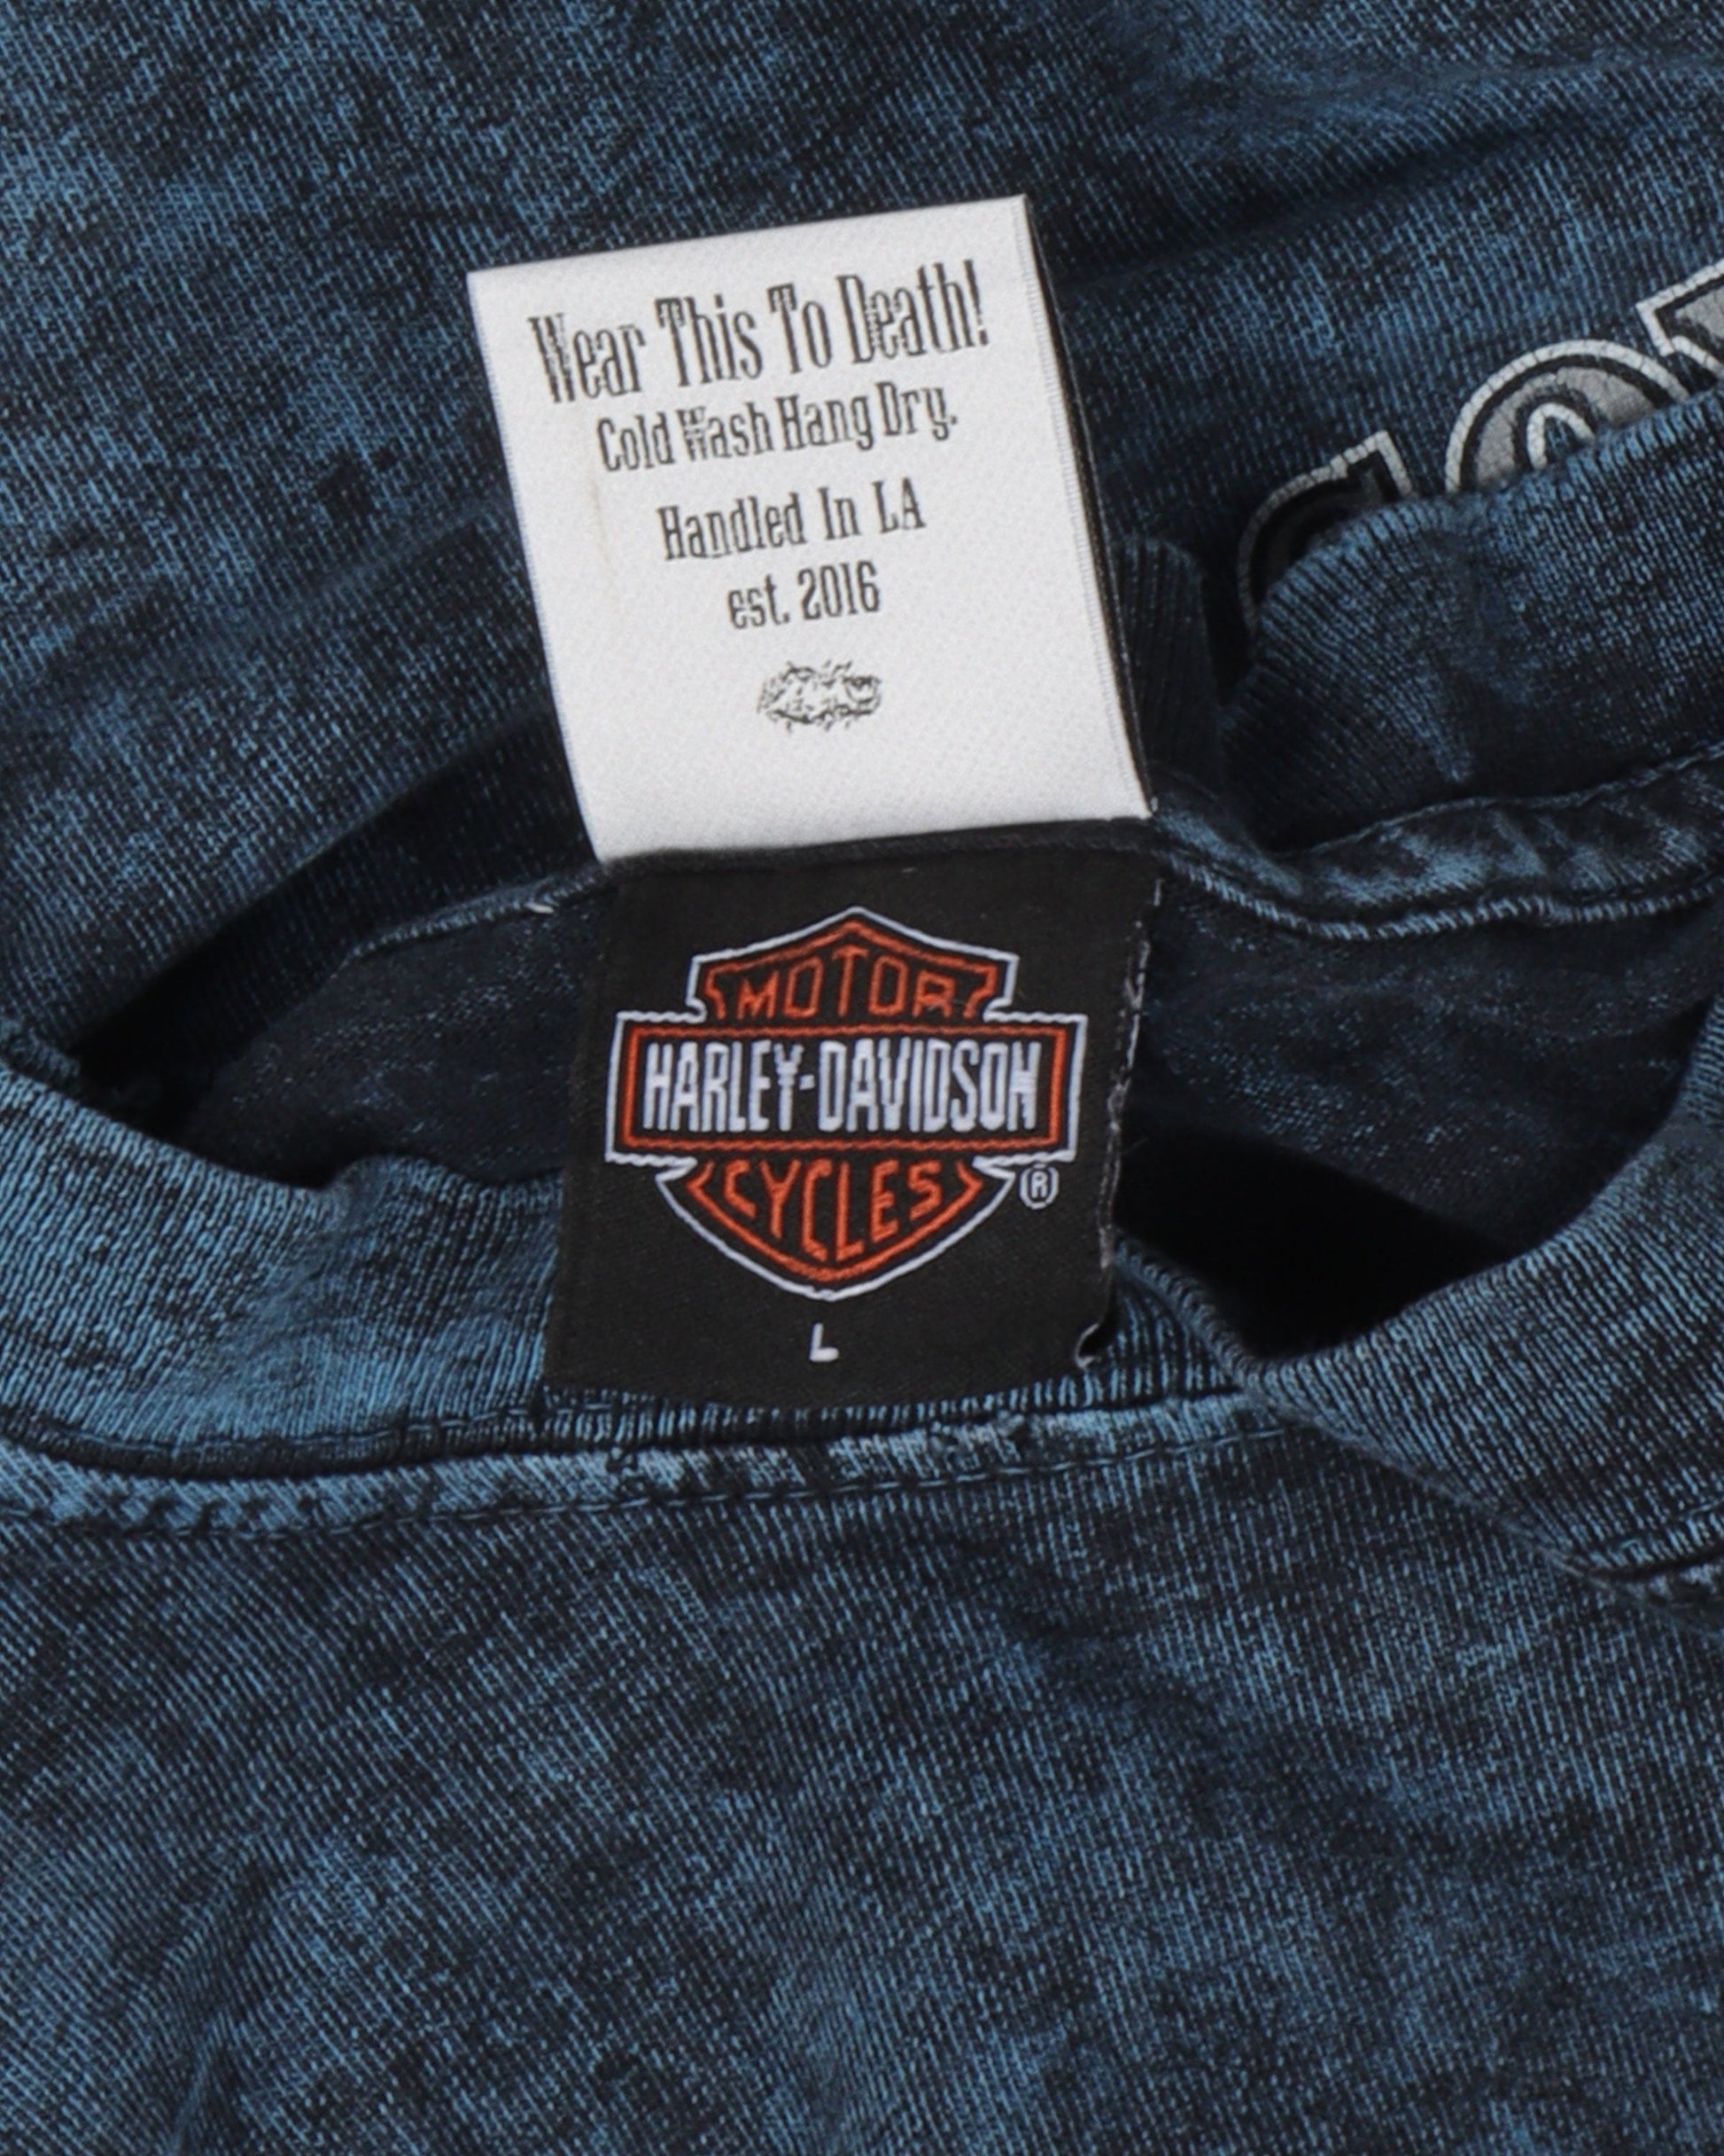 Wear This To Death!
Cold Wash Hang Dry.
Handled In LA
est. 2016
MOTOR
HARLEY-DAVIDSON
CYCLES
®
L